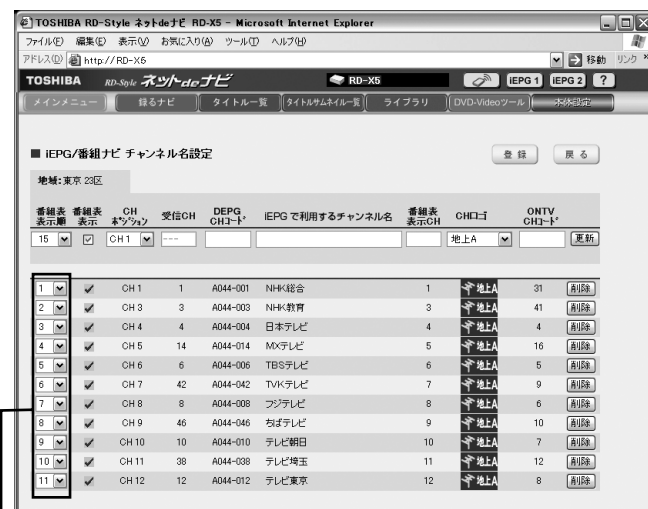 TOSHIBA RD-Style ネットdeナビ RD-X5 - Microsoft Internet Explorer
ファイル(F) 編集(E) 表示(V) お気に入り(A) ツール(T) ヘルプ(H)
アドレス(D) http://RD-X5 移動 リンク »
TOSHIBA RD-Style ネットdeナビ RD-X5 iEPG 1 iEPG 2 ?
メインメニュー 録るナビ タイトル一覧 タイトルサムネイル一覧 ライブラリ DVD-Videoツール 本体設定
■ iEPG/番組ナビ チャンネル名設定 登録 戻る
地域:東京 23区
番組表表示順 番組表表示 CHポジション 受信CH DEPG CHコード iEPG で利用するチャンネル名 番組表表示CH CHロゴ ONTV CHコード
15 CH 1 --- 地上A 更新
1 CH 1 1 A044-001 NHK総合 1 地上A 31 削除
2 CH 3 3 A044-003 NHK教育 3 地上A 41 削除
3 CH 4 4 A044-004 日本テレビ 4 地上A 4 削除
4 CH 5 14 A044-014 MXテレビ 5 地上A 16 削除
5 CH 6 6 A044-006 TBSテレビ 6 地上A 5 削除
6 CH 7 42 A044-042 TVKテレビ 7 地上A 9 削除
7 CH 8 8 A044-008 フジテレビ 8 地上A 6 削除
8 CH 9 46 A044-046 ちばテレビ 9 地上A 10 削除
9 CH 10 10 A044-010 テレビ朝日 10 地上A 7 削除
10 CH 11 38 A044-038 テレビ埼玉 11 地上A 12 削除
11 CH 12 12 A044-012 テレビ東京 12 地上A 8 削除